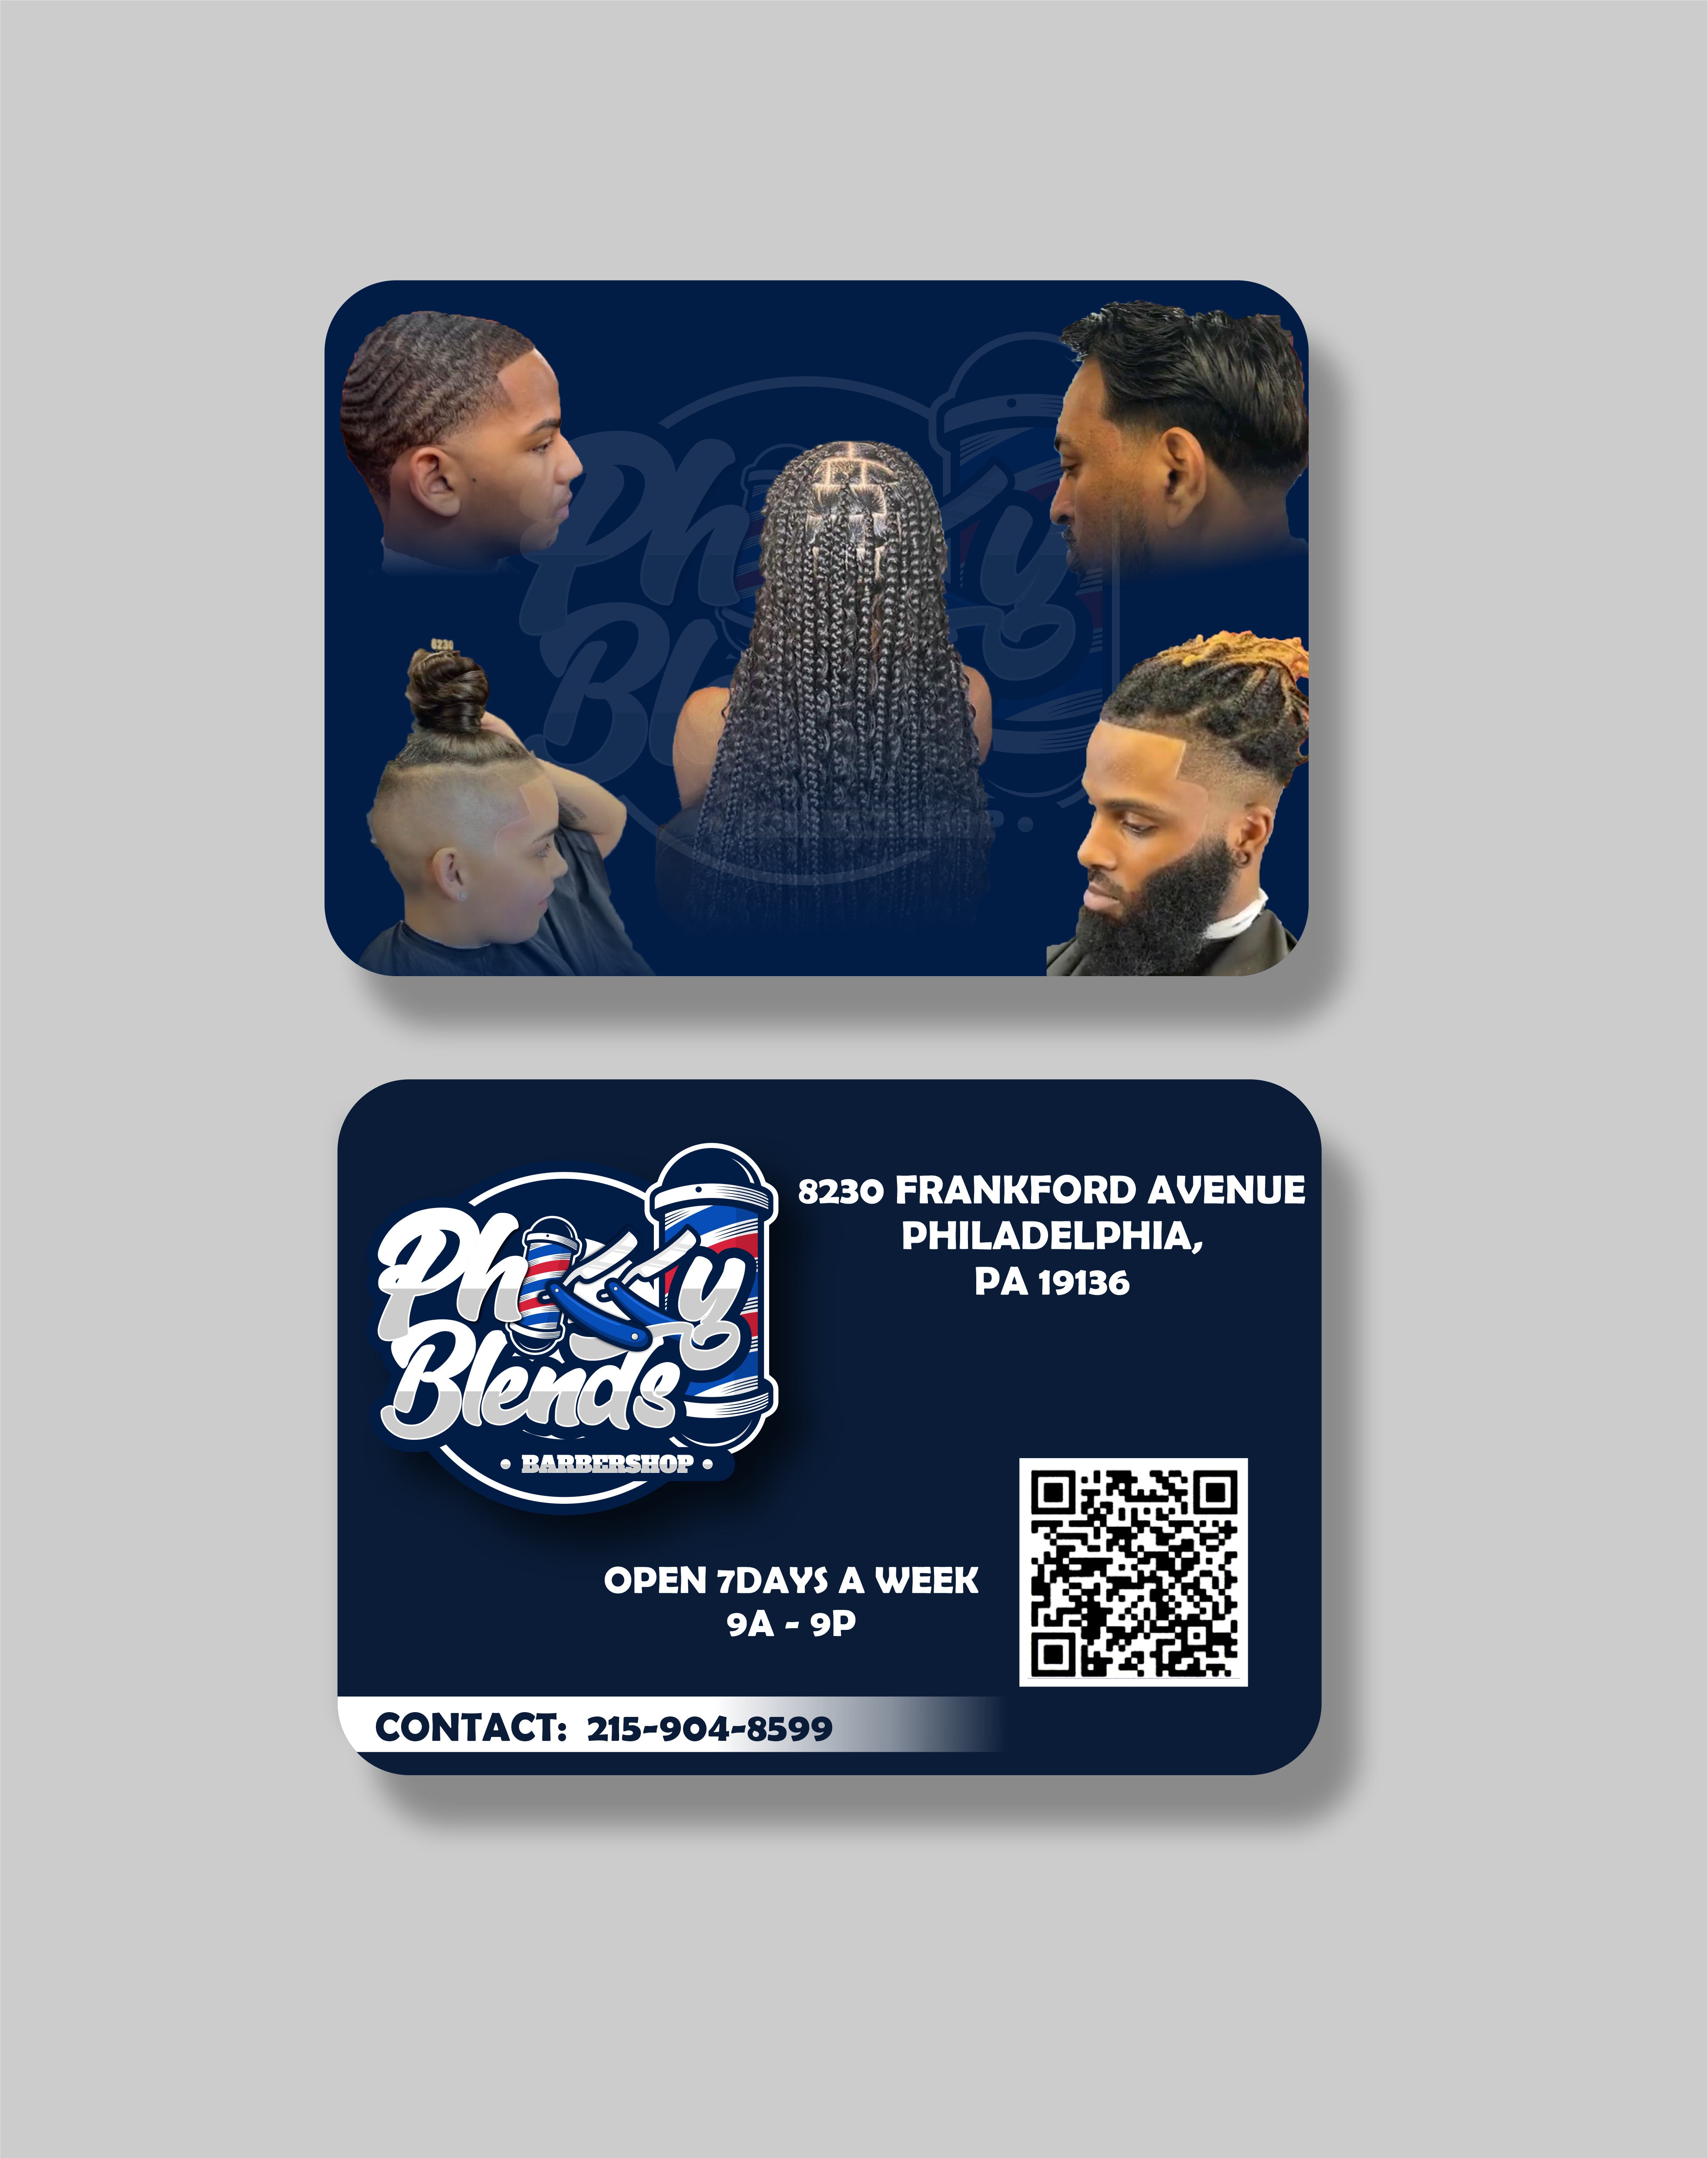 Philly
Blends
• BARBERSHOP •
8230 FRANKFORD AVENUE
PHILADELPHIA,
PA 19136
OPEN 7DAYS A WEEK
9A - 9P
CONTACT: 215-904-8599